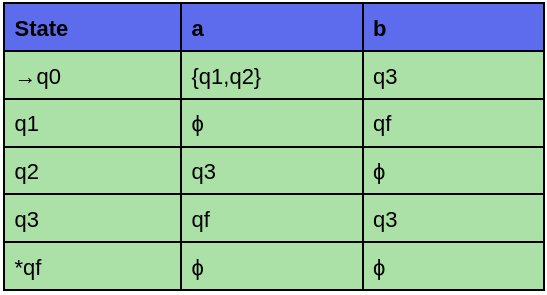 State a b
→q0 {q1,q2} q3
q1 ϕ qf
q2 q3 ϕ
q3 qf q3
*qf ϕ ϕ